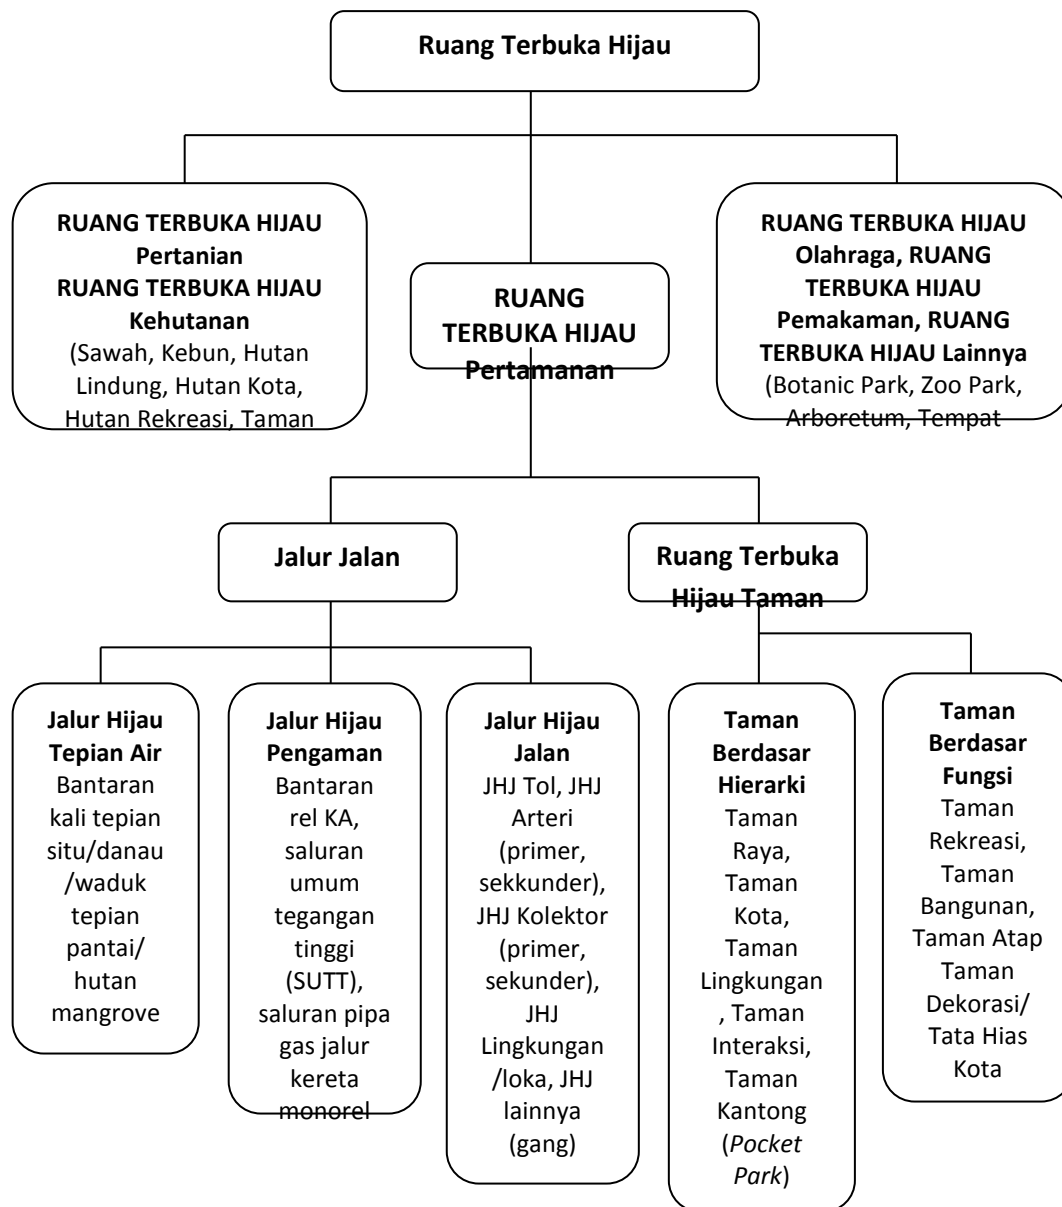 Ruang Terbuka Hijau
RUANG TERBUKA HIJAU
Pertanian
RUANG TERBUKA HIJAU
Kehutanan
(Sawah, Kebun, Hutan
Lindung, Hutan Kota,
Hutan Rekreasi, Taman
RUANG
TERBUKA HIJAU
Pertamanan
RUANG TERBUKA HIJAU
Olahraga, RUANG
TERBUKA HIJAU
Pemakaman, RUANG
TERBUKA HIJAU Lainnya
(Botanic Park, Zoo Park,
Arboretum, Tempat
Jalur Jalan
Ruang Terbuka
Hijau Taman
Jalur Hijau
Tepian Air
Bantaran
kali tepian
situ/danau
/waduk
tepian
pantai/
hutan
mangrove
Jalur Hijau
Pengaman
Bantaran
rel KA,
saluran
umum
tegangan
tinggi
(SUTT),
saluran pipa
gas jalur
kereta
monorel
Jalur Hijau
Jalan
JHJ Tol, JHJ
Arteri
(primer,
sekkunder),
JHJ Kolektor
(primer,
sekunder),
JHJ
Lingkungan
/loka, JHJ
lainnya
(gang)
Taman
Berdasar
Hierarki
Taman
Raya,
Taman
Kota,
Taman
Lingkungan
, Taman
Interaksi,
Taman
Kantong
(Pocket
Park)
Taman
Berdasar
Fungsi
Taman
Rekreasi,
Taman
Bangunan,
Taman Atap
Taman
Dekorasi/
Tata Hias
Kota